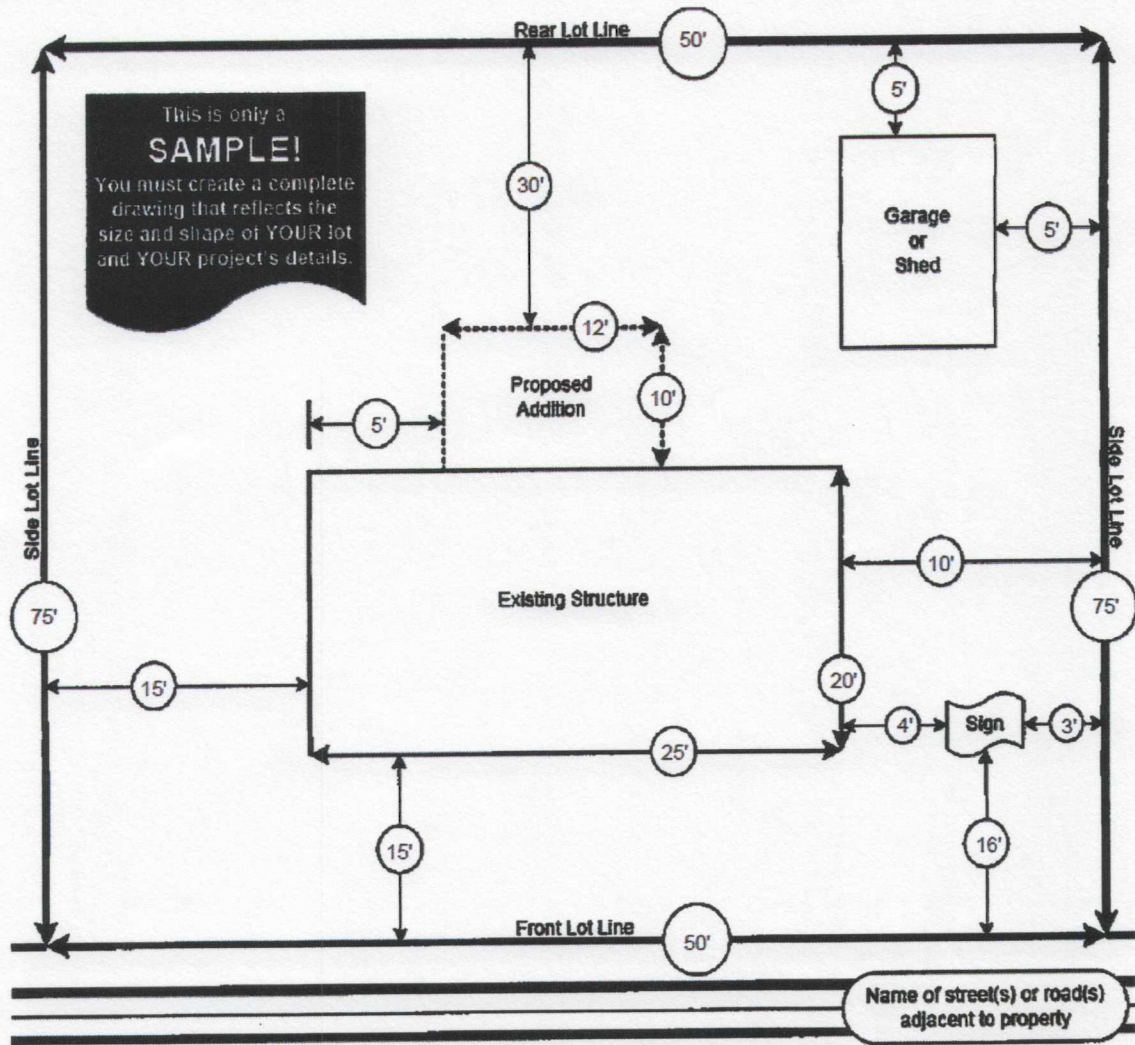 Rear Lot Line
50'
This is only a
SAMPLE!
You must create a complete
drawing that reflects the
size and shape of YOUR lot
and YOUR project's details.
5'
30'
Garage
or
Shed
5'
12'
Proposed
Addition
10'
5'
Side Lot Line
Side Lot Line
10'
Existing Structure
75'
75'
15'
20'
4'
Sign
3'
25'
15'
16'
Front Lot Line
50'
Name of street(s) or road(s)
adjacent to property